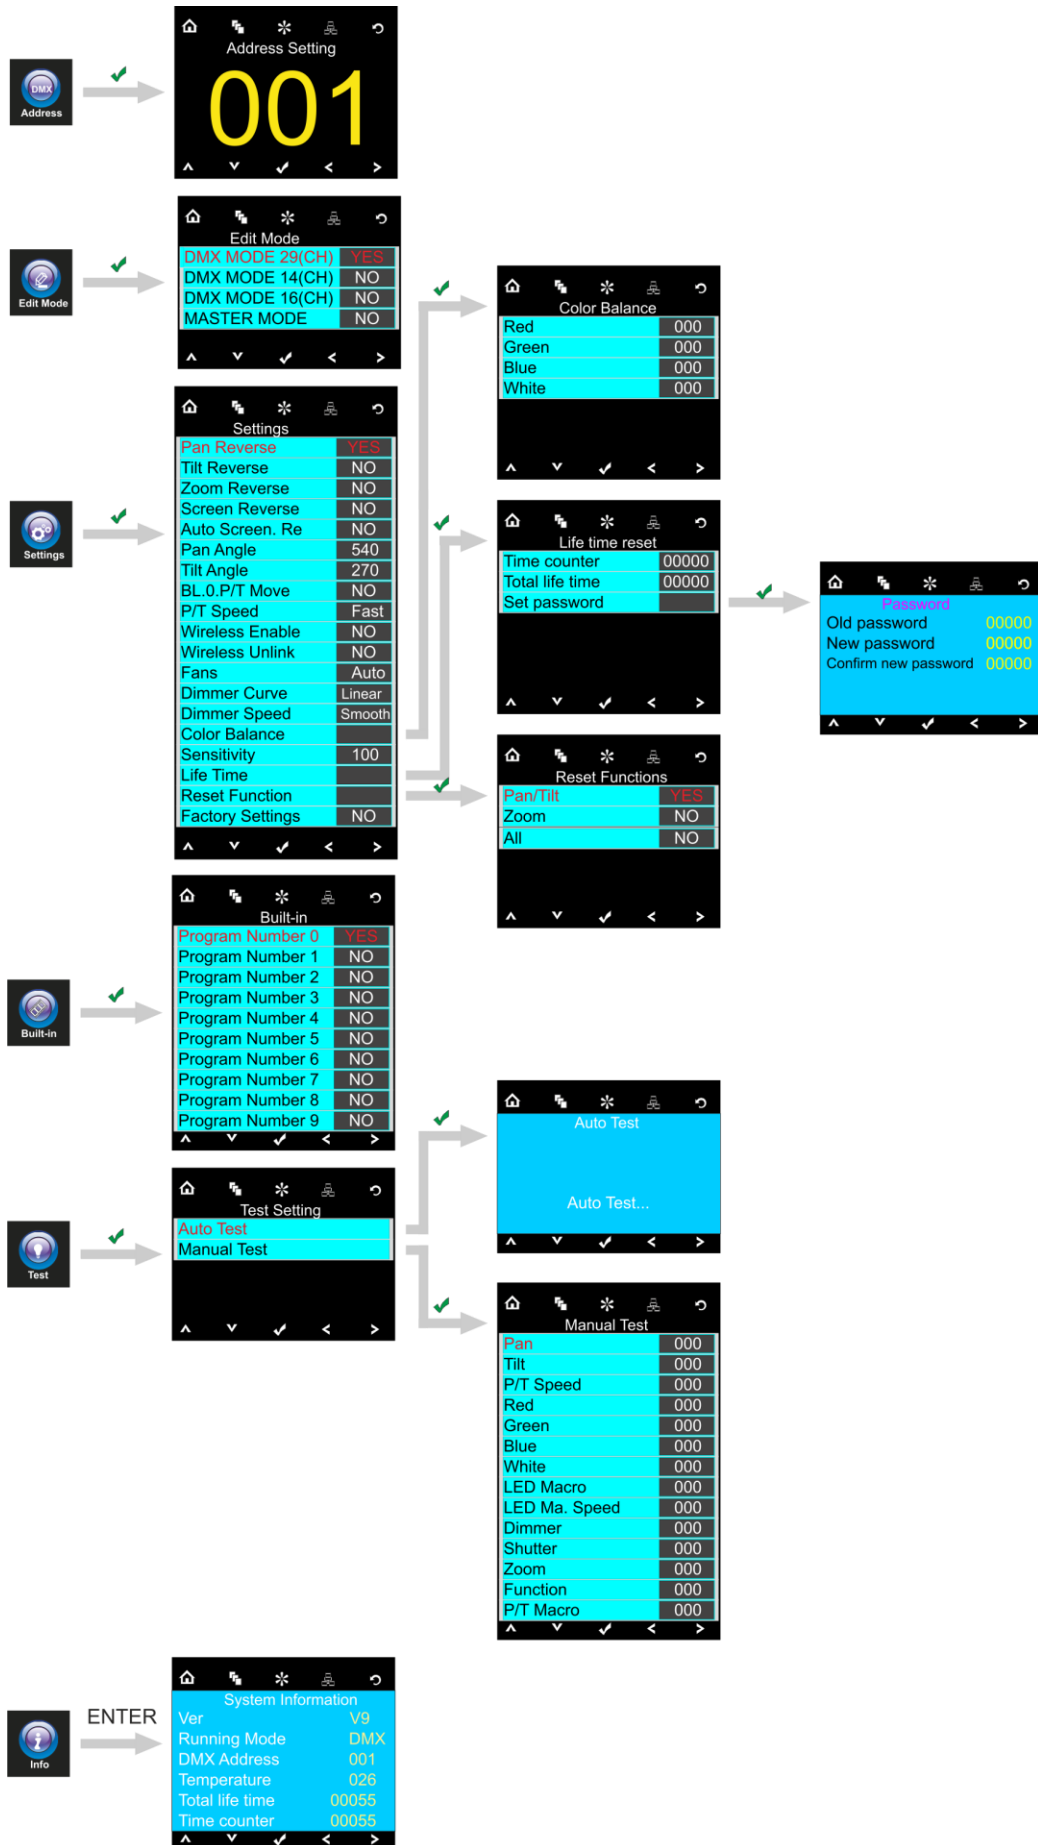 Address Setting
001
DMX
Address
Edit Mode
DMX MODE 29(CH) YES
DMX MODE 14(CH) NO
DMX MODE 16(CH) NO
MASTER MODE NO
Edit Mode
Color Balance
Red 000
Green 000
Blue 000
White 000
Settings
Pan Reverse YES
Tilt Reverse NO
Zoom Reverse NO
Screen Reverse NO
Auto Screen. Re NO
Pan Angle 540
Tilt Angle 270
BL.0.P/T Move NO
P/T Speed Fast
Wireless Enable NO
Wireless Unlink NO
Fans Auto
Dimmer Curve Linear
Dimmer Speed Smooth
Color Balance
Sensitivity 100
Life Time
Reset Function
Factory Settings NO
Settings
Life time reset
Time counter 00000
Total life time 00000
Set password
Password
Old password 00000
New password 00000
Confirm new password 00000
Reset Functions
Pan/Tilt YES
Zoom NO
All NO
Built-in
Program Number 0 YES
Program Number 1 NO
Program Number 2 NO
Program Number 3 NO
Program Number 4 NO
Program Number 5 NO
Program Number 6 NO
Program Number 7 NO
Program Number 8 NO
Program Number 9 NO
Built-in
Test Setting
Auto Test
Manual Test
Test
Auto Test
Auto Test...
Manual Test
Pan 000
Tilt 000
P/T Speed 000
Red 000
Green 000
Blue 000
White 000
LED Macro 000
LED Ma. Speed 000
Dimmer 000
Shutter 000
Zoom 000
Function 000
P/T Macro 000
Info
ENTER
System Information
Ver V9
Running Mode DMX
DMX Address 001
Temperature 026
Total life time 00055
Time counter 00055